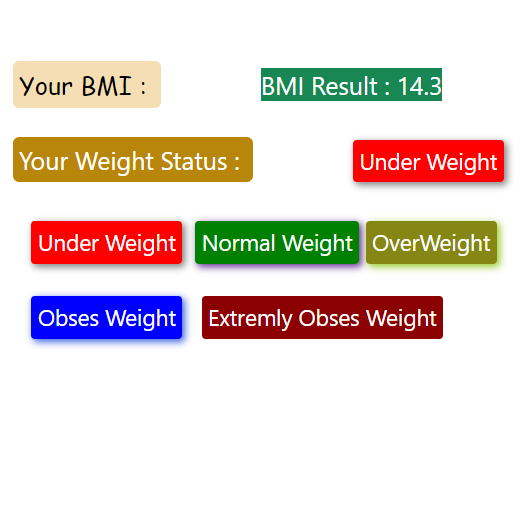 Your BMI : BMI Result : 14.3
Your Weight Status : Under Weight
Under Weight Normal Weight OverWeight
Obses Weight Extremly Obses Weight